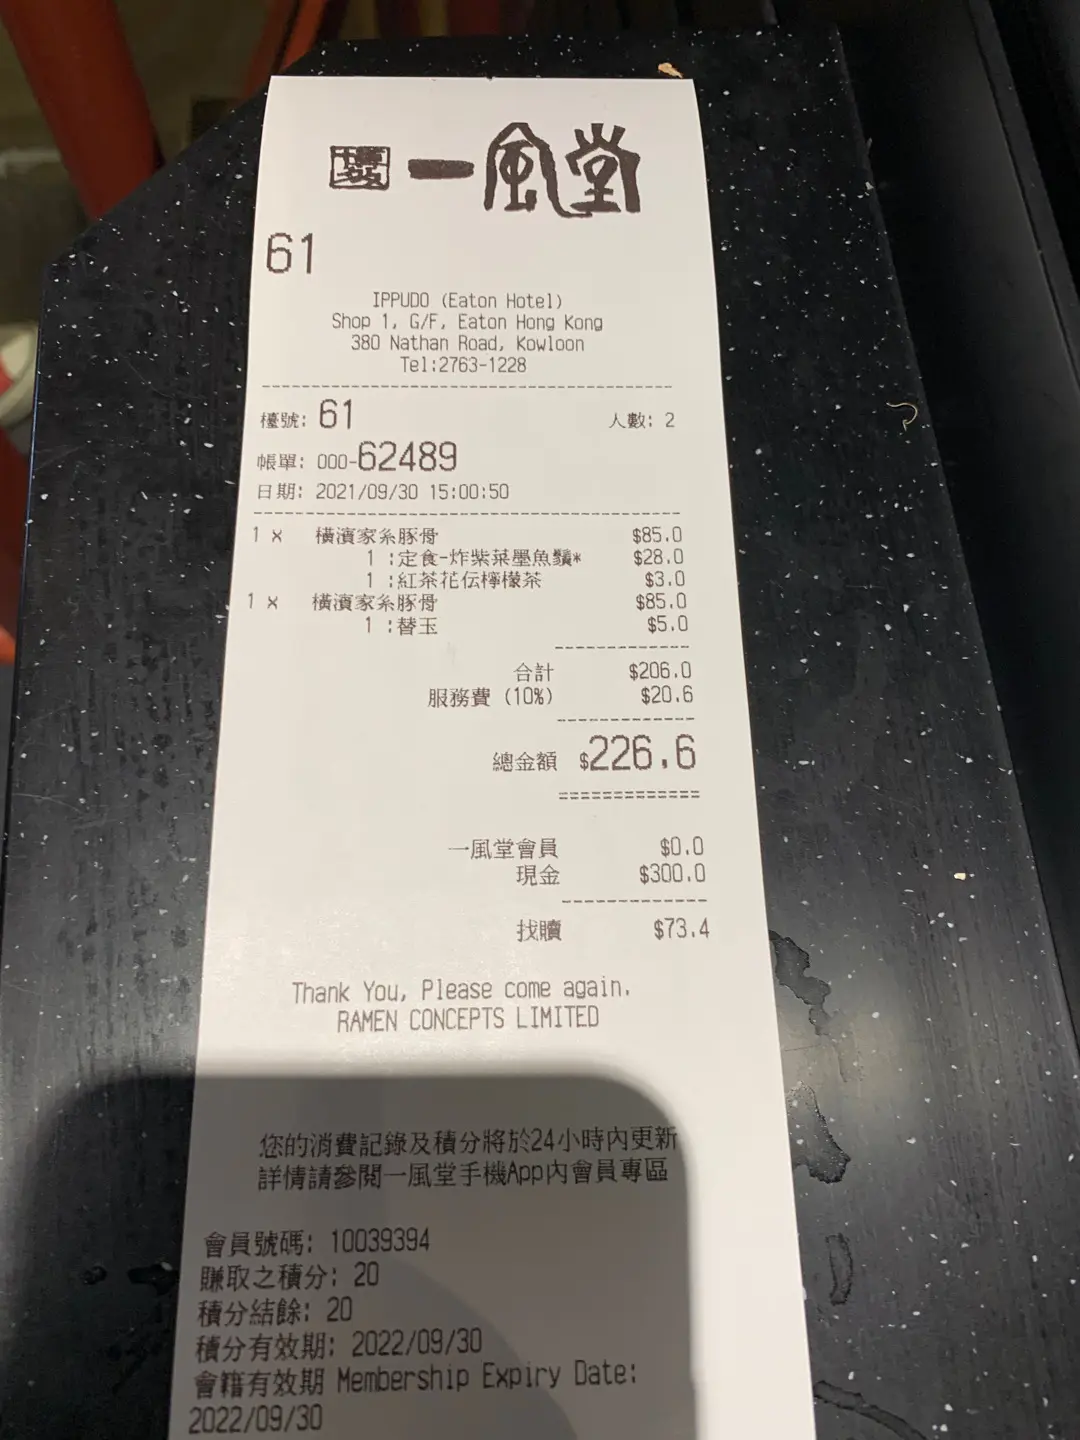 一風堂
61
IPPUDO (Eaton Hotel)
Shop 1, G/F, Eaton Hong Kong
380 Nathan Road, Kowloon
Tel:2763-1228
檯號: 61 人數: 2
帳單: 000-62489
日期: 2021/09/30 15:00:50
1 x 橫濱家系豚骨 $85.0
1 :定食-炸紫菜墨魚鬚* $28.0
1 :紅茶花伝檸檬茶 $3.0
1 x 橫濱家系豚骨 $85.0
1 :替玉 $5.0
合計 $206.0
服務費 (10%) $20.6
總金額 $226.6
一風堂會員 $0.0
現金 $300.0
找贖 $73.4
Thank You, Please come again.
RAMEN CONCEPTS LIMITED
您的消費記錄及積分將於24小時內更新
詳情請參閱一風堂手機App內會員專區
會員號碼: 10039394
賺取之積分: 20
積分結餘: 20
積分有效期: 2022/09/30
會籍有效期 Membership Expiry Date:
2022/09/30